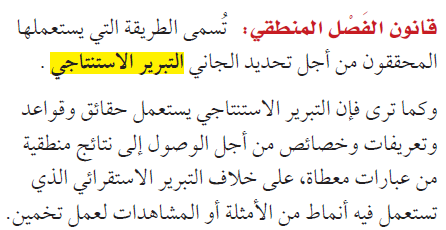 قانون الفَصْل المنطقي: تُسمى الطريقة التي يستعملها
المحققون من أجل تحديد الجاني التبرير الاستنتاجي .
وكما ترى فإن التبرير الاستنتاجي يستعمل حقائق وقواعد
وتعريفات وخصائص من أجل الوصول إلى نتائج منطقية
من عبارات معطاة، على خلاف التبرير الاستقرائي الذي
تستعمل فيه أنماط من الأمثلة أو المشاهدات لعمل تخمين.